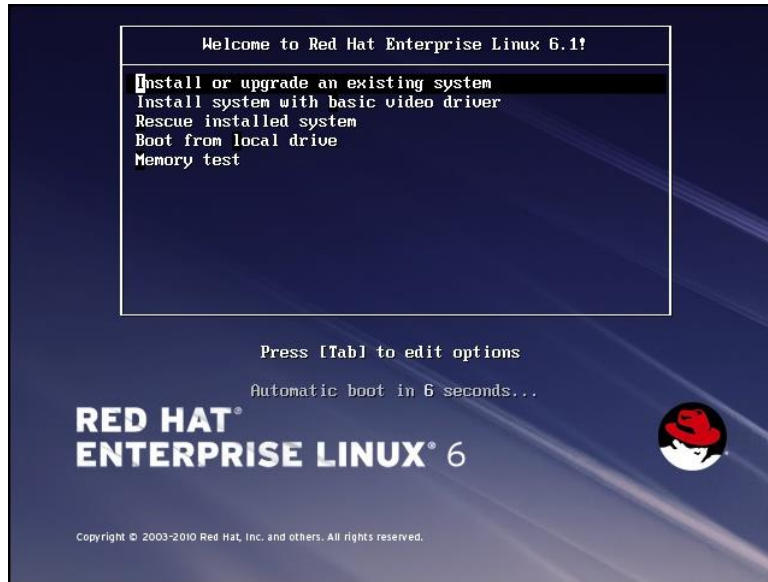 Welcome to Red Hat Enterprise Linux 6.1!
Install or upgrade an existing system
Install system with basic video driver
Rescue installed system
Boot from local drive
Memory test
Press [Tab] to edit options
Automatic boot in 6 seconds...
RED HAT®
ENTERPRISE LINUX® 6
Copyright © 2003-2010 Red Hat, Inc. and others. All rights reserved.